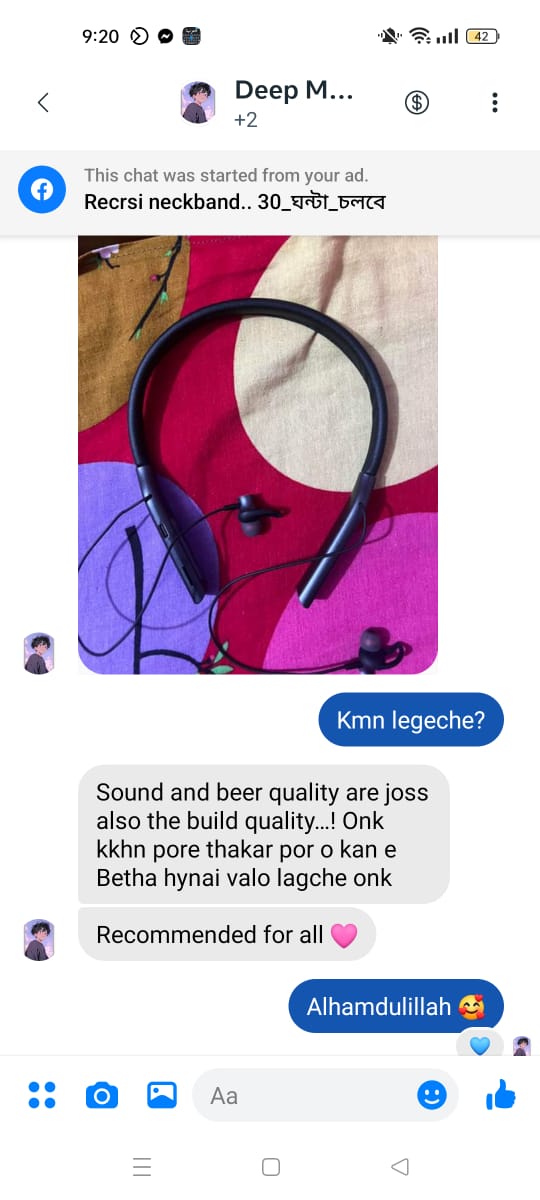 9:20
42
Deep M...
+2
This chat was started from your ad.
Recrsi neckband.. 30_ঘন্টা_চলবে
Kmn legeche?
Sound and beer quality are joss
also the build quality...! Onk
kkhn pore thakar por o kan e
Betha hynai valo lagche onk
Recommended for all 🩷
Alhamdulillah 🥰
Aa